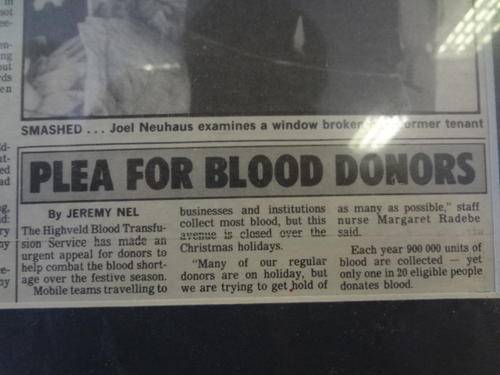 SMASHED ... Joel Neuhaus examines a window broken former tenant
PLEA FOR BLOOD DONORS
By JEREMY NEL
The Highveld Blood Transfu-
sion Service has made an
urgent appeal for donors to
help combat the blood short-
age over the festive season.
Mobile teams travelling to
businesses and institutions
collect most blood, but this
avenue is closed over the
Christmas holidays.
"Many of our regular
donors are on holiday, but
we are trying to get hold of
as many as possible," staff
nurse Margaret Radebe
said.
Each year 900 000 units of
blood are collected — yet
only one in 20 eligible people
donates blood.